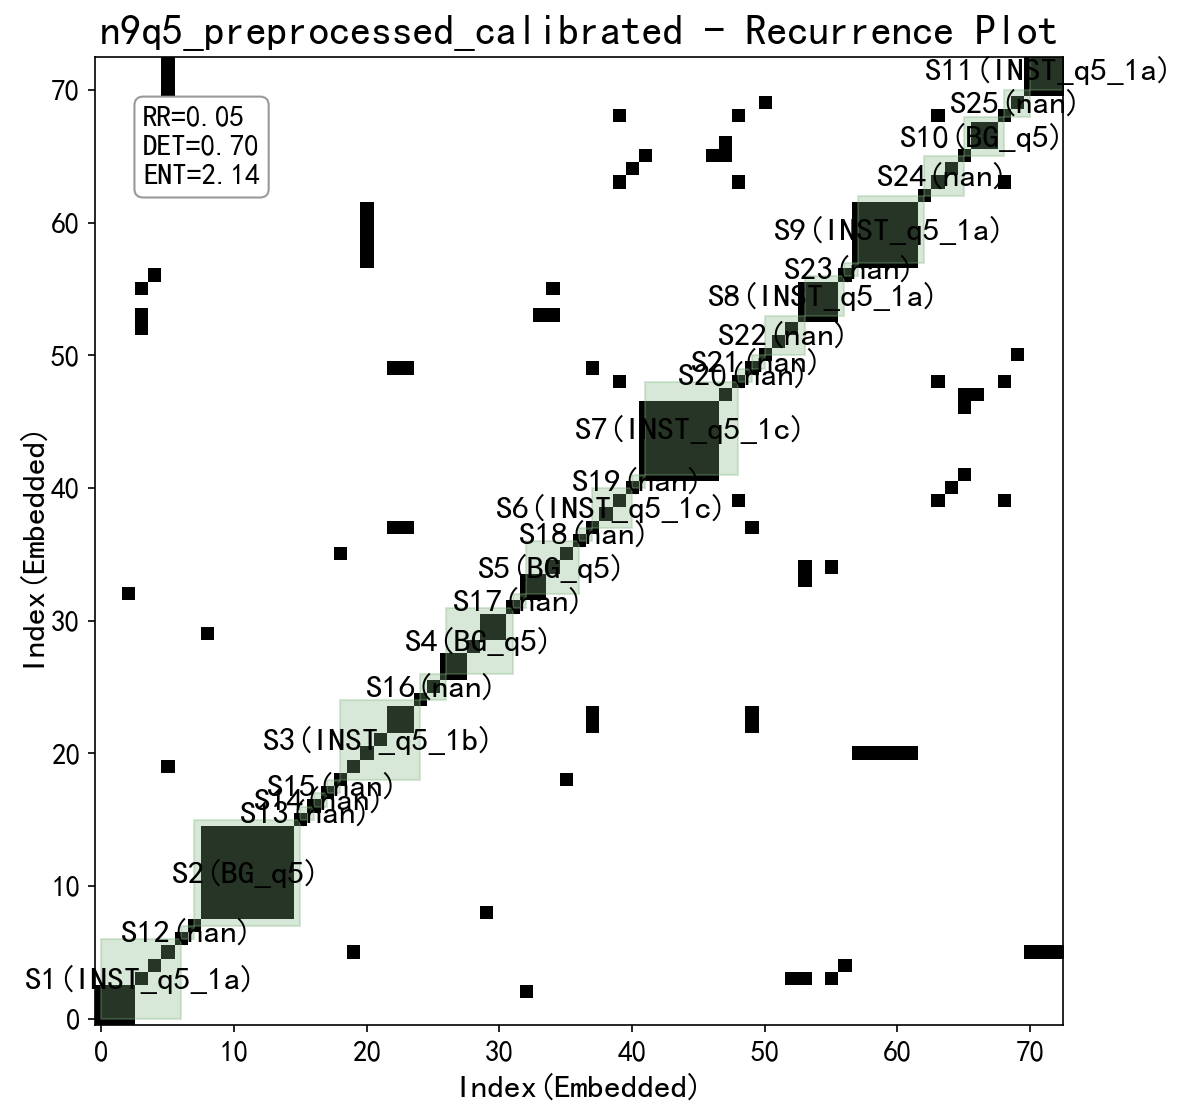 n9q5_preprocessed_calibrated - Recurrence Plot
RR=0.05
DET=0.70
ENT=2.14
S11(INST_q5_1a)
S25(nan)
S10(BG_q5)
S24(nan)
S9(INST_q5_1a)
S23(nan)
S8(INST_q5_1a)
S22(nan)
S21(nan)
S20(nan)
S7(INST_q5_1c)
S19(nan)
S6(INST_q5_1c)
S18(nan)
S5(BG_q5)
S17(nan)
S4(BG_q5)
S16(nan)
S3(INST_q5_1b)
S15(nan)
S14(nan)
S13(nan)
S2(BG_q5)
S12(nan)
S1(INST_q5_1a)
70
60
50
40
30
20
10
0
Index(Embedded)
0 10 20 30 40 50 60 70
Index(Embedded)